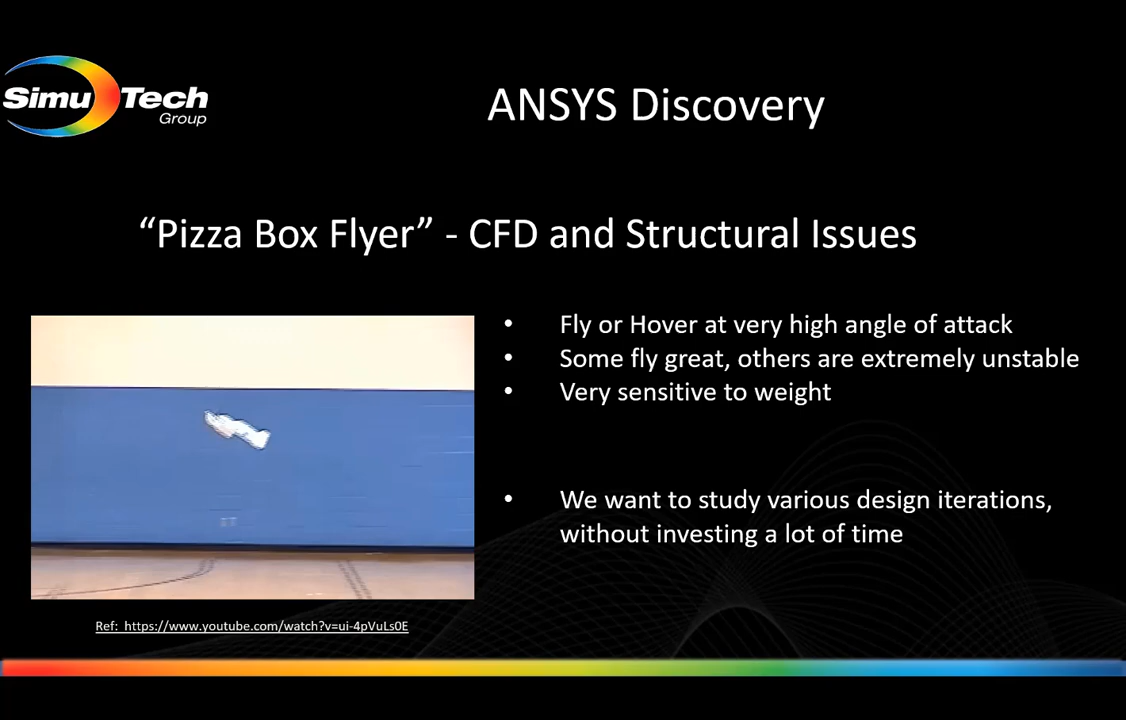 SimuTech
Group
ANSYS Discovery
“Pizza Box Flyer” - CFD and Structural Issues
• Fly or Hover at very high angle of attack
• Some fly great, others are extremely unstable
• Very sensitive to weight
• We want to study various design iterations,
without investing a lot of time
Ref: https://www.youtube.com/watch?v=ui-4pVuLs0E